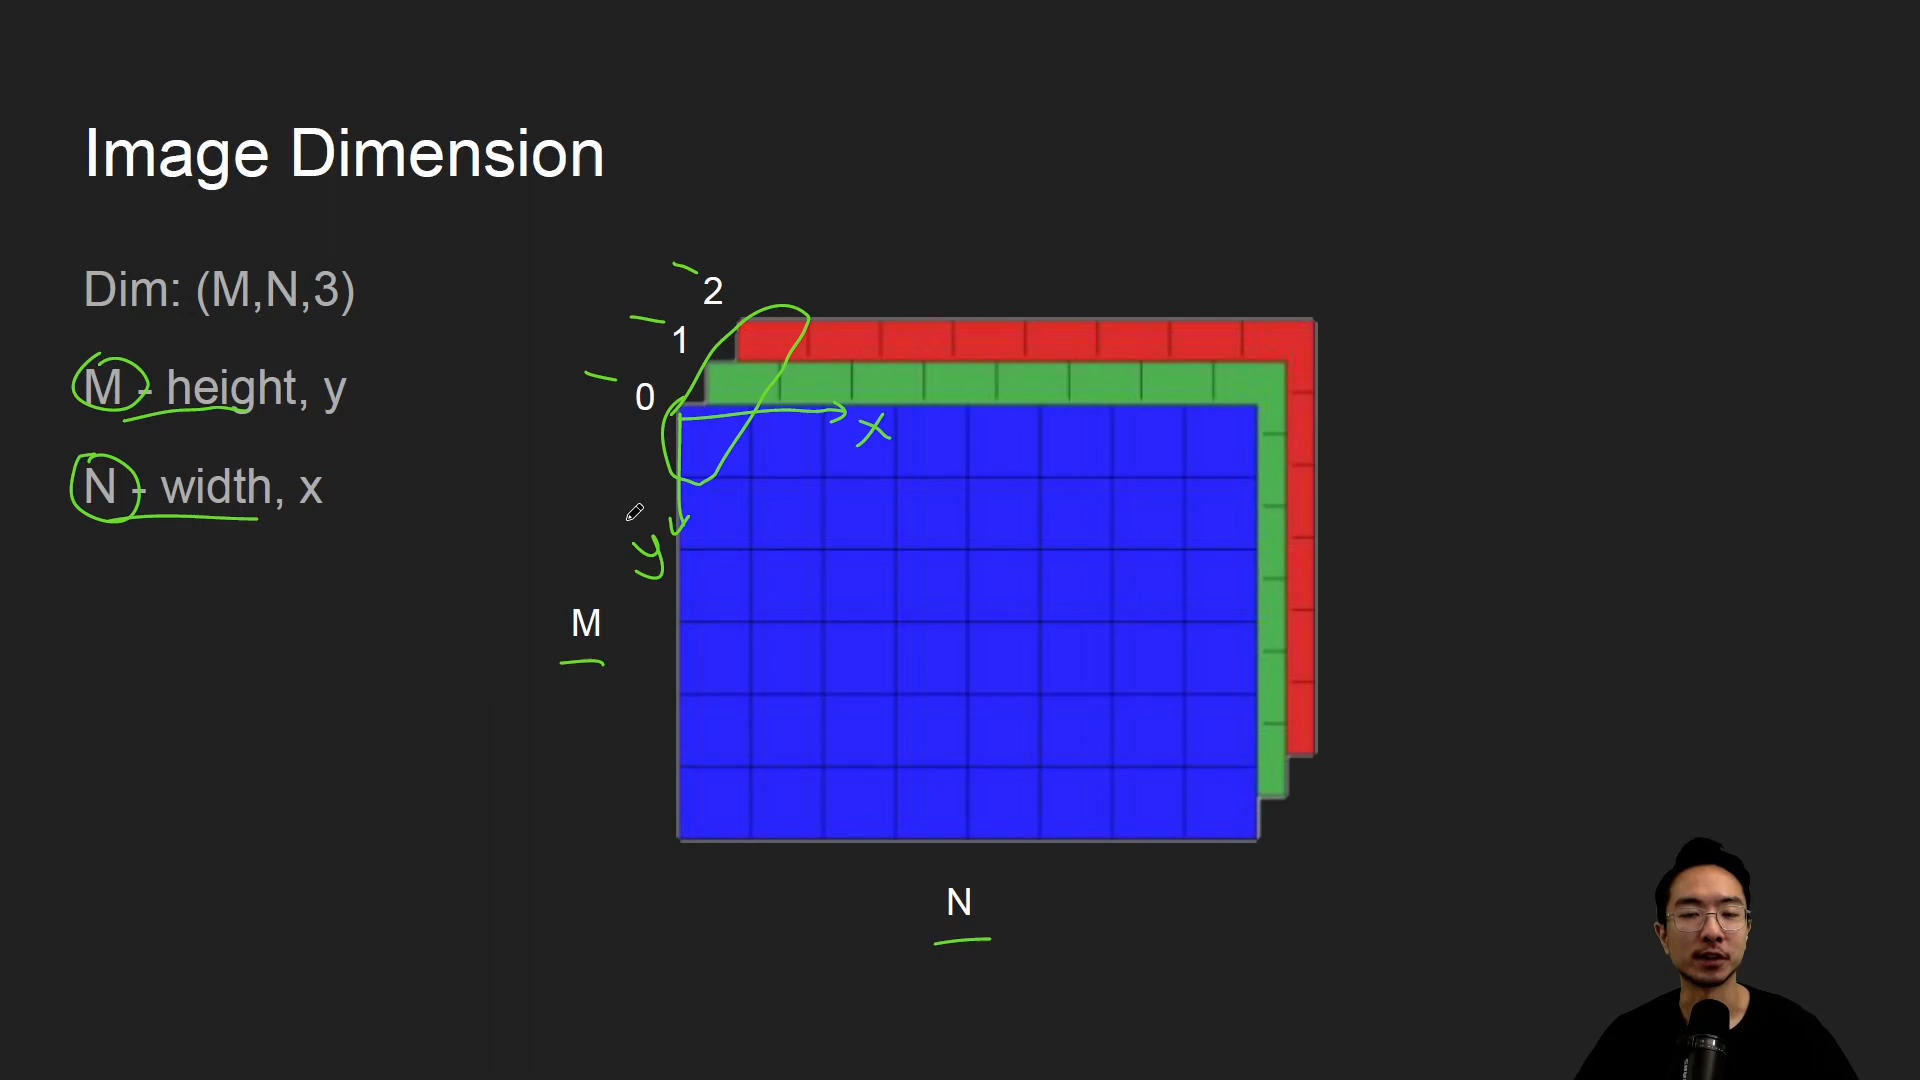 Image Dimension
Dim: (M,N,3)
M - height, y
N - width, x
2
1
0
x
y
M
N